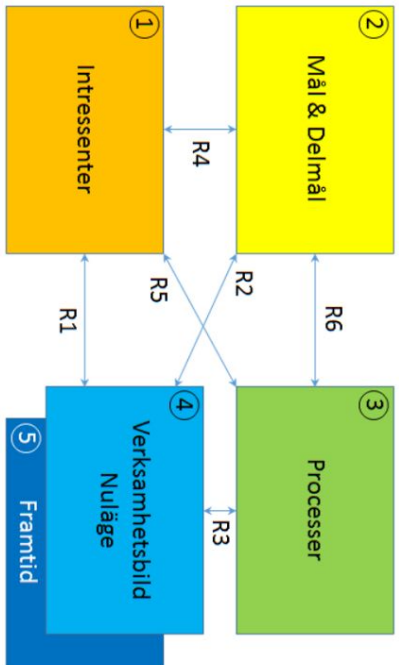 ②
Mål & Delmål
R6
③
Processer
R4
R2
R5
R3
①
Intressenter
R1
④
Verksamhetsbild
Nuläge
⑤
Framtid